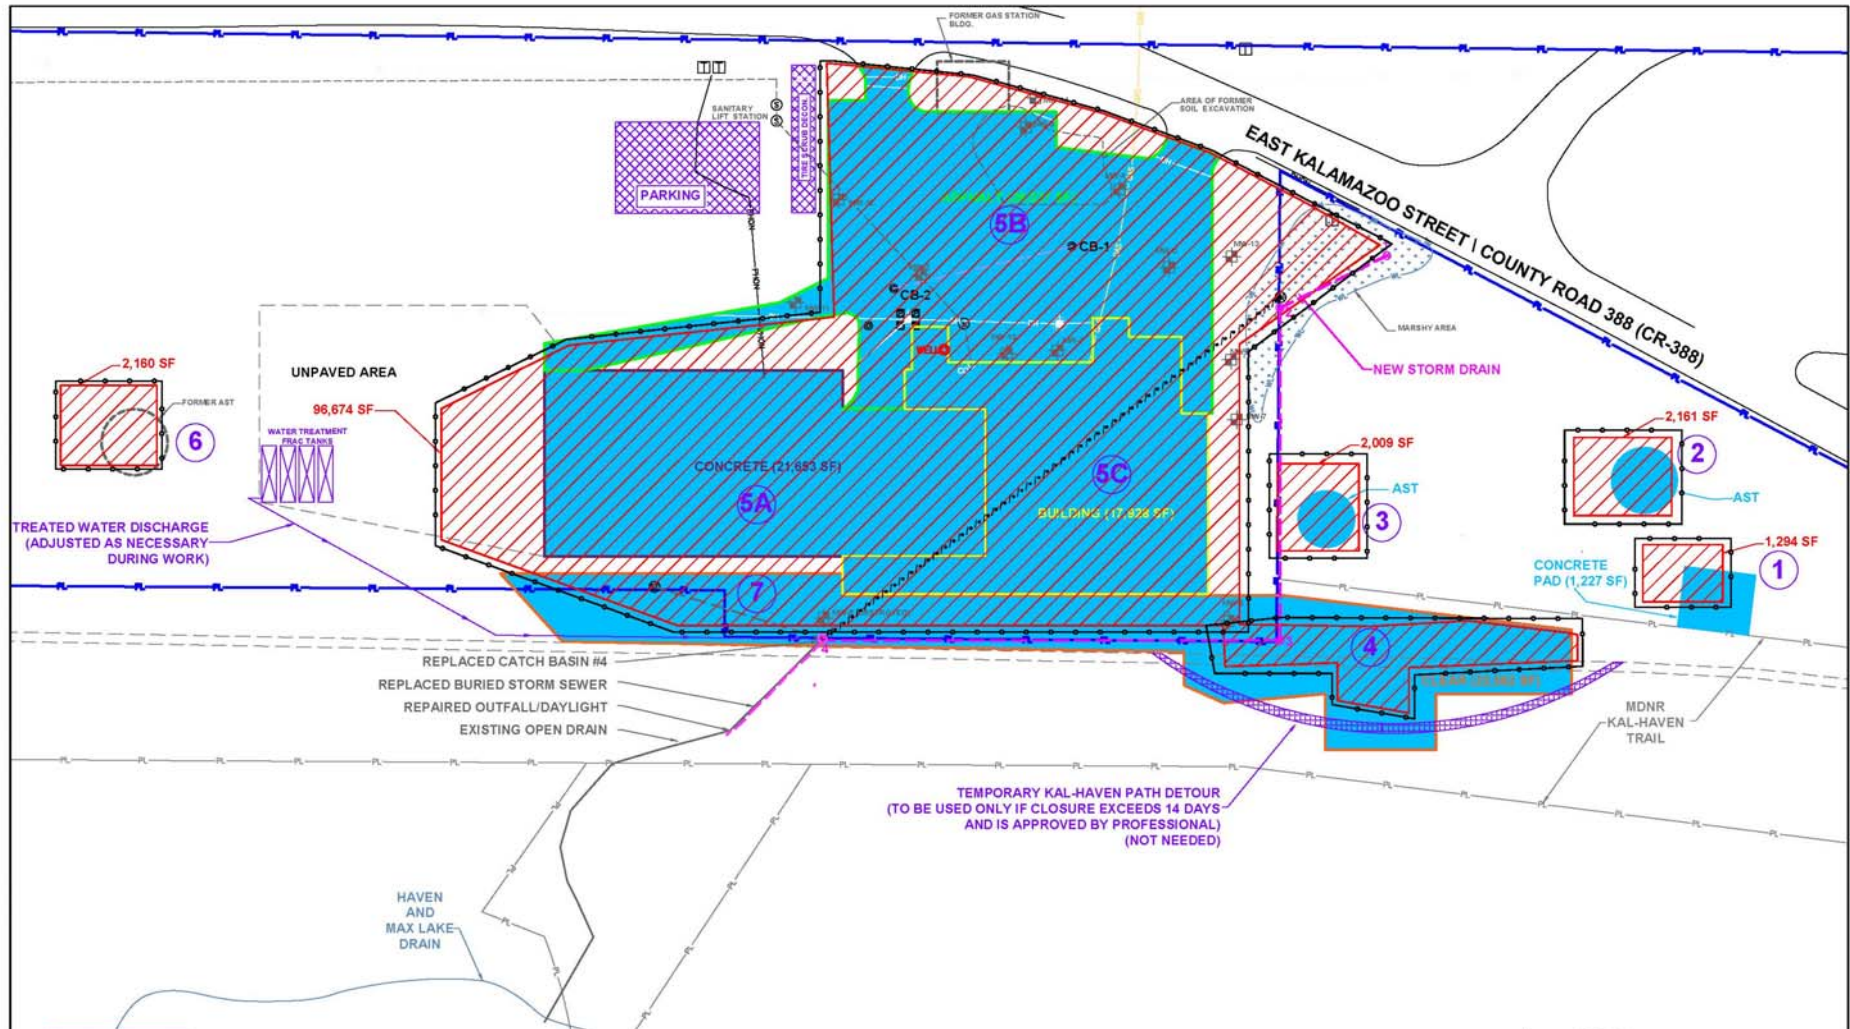 FORMER GAS STATION
BLDG.
SANITARY
LIFT STATION
TIRE SCRUB DECON.
AREA OF FORMER
SOIL EXCAVATION
PARKING
EAST KALAMAZOO STREET \ COUNTY ROAD 388 (CR-388)
5B
CB-1
MW-13
CB-2
MARSHY AREA
WELL
NEW STORM DRAIN
2,160 SF
UNPAVED AREA
FORMER AST
6
96,674 SF
WATER TREATMENT
FRAC TANKS
2,161 SF
2
2,009 SF
AST
3
AST
CONCRETE (21,653 SF)
5A
5C
BUILDING (17,928 SF)
TREATED WATER DISCHARGE
(ADJUSTED AS NECESSARY
DURING WORK)
1,294 SF
1
CONCRETE
PAD (1,227 SF)
7
4
REPLACED CATCH BASIN #4
REPLACED BURIED STORM SEWER
REPAIRED OUTFALL/DAYLIGHT
EXISTING OPEN DRAIN
MDNR
KAL-HAVEN
TRAIL
TEMPORARY KAL-HAVEN PATH DETOUR
(TO BE USED ONLY IF CLOSURE EXCEEDS 14 DAYS
AND IS APPROVED BY PROFESSIONAL)
(NOT NEEDED)
HAVEN
AND
MAX LAKE
DRAIN